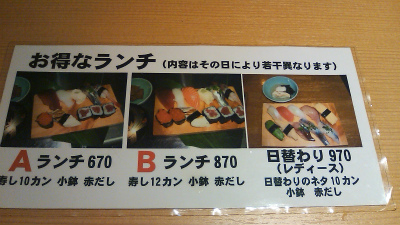 お得なランチ（内容はその日により若干異なります）
Aランチ670
寿し10カン 小鉢 赤だし
Bランチ870
寿し12カン 小鉢 赤だし
日替わり970
（レディース）
日替わりのネタ10カン
小鉢 赤だし